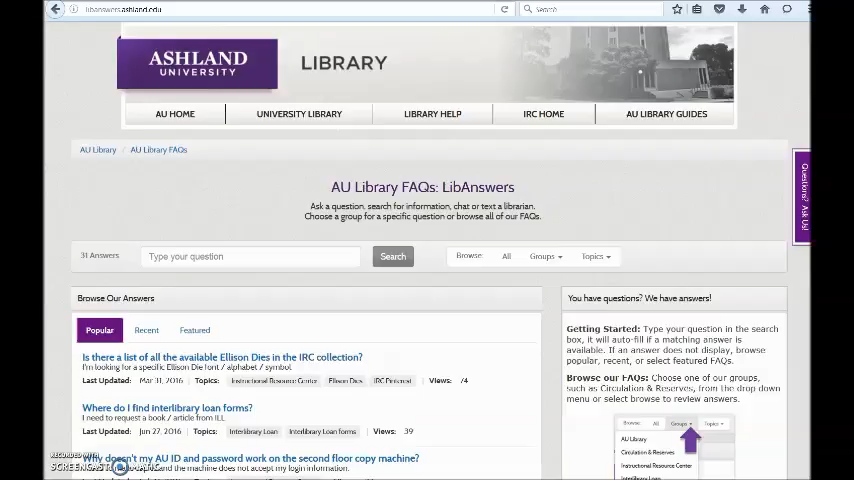 libanswers.ashland.edu
Search
ASHLAND
UNIVERSITY
LIBRARY
AU HOME
UNIVERSITY LIBRARY
LIBRARY HELP
IRC HOME
AU LIBRARY GUIDES
AU Library / AU Library FAQs
Questions? Ask Us!
AU Library FAQs: LibAnswers
Ask a question, search for information, chat or text a librarian.
Choose a group for a specific question or browse all of our FAQs.
31 Answers
Type your question
Search
Browse: All Groups Topics
Browse Our Answers
Popular Recent Featured
Is there a list of all the available Ellison Dies in the IRC collection?
I'm looking for a specific Ellison Die font / alphabet / symbol
Last Updated: Mar 31, 2016 Topics: Instructional Resource Center Ellison Dies IRC Pinterest Views: 74
Where do I find interlibrary loan forms?
I need to request a book / article from ILL
Last Updated: Jun 27, 2016 Topics: Interlibrary Loan Interlibrary Loan forms Views: 39
Why doesn't my AU ID and password work on the second floor copy machine?
and the machine does not accept my login information.
You have questions? We have answers!
Getting Started: Type your question in the search
box, it will auto-fill if a matching answer is
available. If an answer does not display, browse
popular, recent, or select featured FAQs.
Browse our FAQs: Choose one of our groups,
such as Circulation & Reserves, from the drop down
menu or select browse to review answers.
Browse: All Groups Topics
AU Library
Circulation & Reserves
Instructional Resource Center
Interlibrary Loan
RECORDED WITH
SCREENCAST-O-MATIC